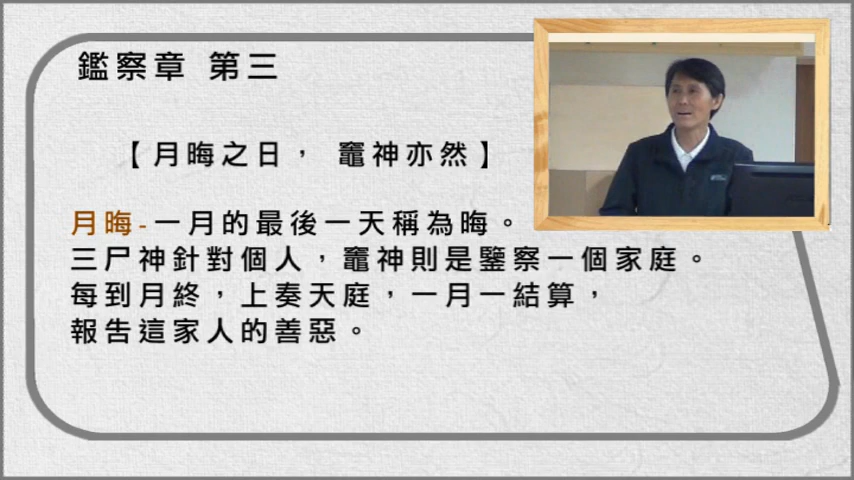 鑑察章 第三
【月晦之日， 竈神亦然】
月晦-一月的最後一天稱為晦。
三尸神針對個人，竈神則是鑒察一個家庭。
每到月終，上奏天庭，一月一結算，
報告這家人的善惡。